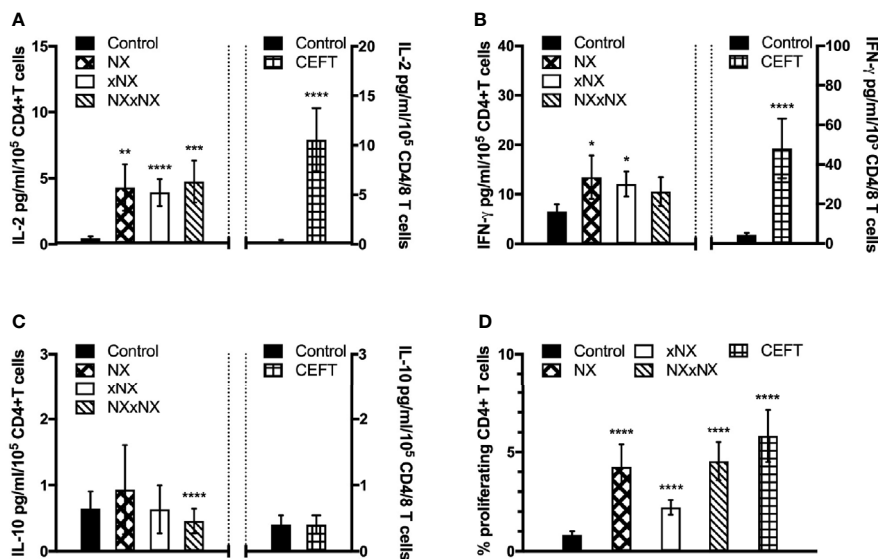 A
IL-2 pg/ml/10⁵ CD4+T cells
15
10
5
0
Control
NX
xNX
NXxNX
**
****
***
Control
CEFT
****
20
15
10
5
0
IL-2 pg/ml/10⁵ CD4/8 T cells
B
IFN-γ pg/ml/10⁵ CD4+T cells
40
30
20
10
0
Control
NX
xNX
NXxNX
*
*
Control
CEFT
****
100
80
60
40
20
0
IFN-γ pg/ml/10⁵ CD4/8 T cells
C
IL-10 pg/ml/10⁵ CD4+T cells
3
2
1
0
Control
NX
xNX
NXxNX
****
Control
CEFT
3
2
1
0
IL-10 pg/ml/10⁵ CD4/8 T cells
D
% proliferating CD4+ T cells
10
5
0
Control
xNX
CEFT
NX
NXxNX
****
****
****
****